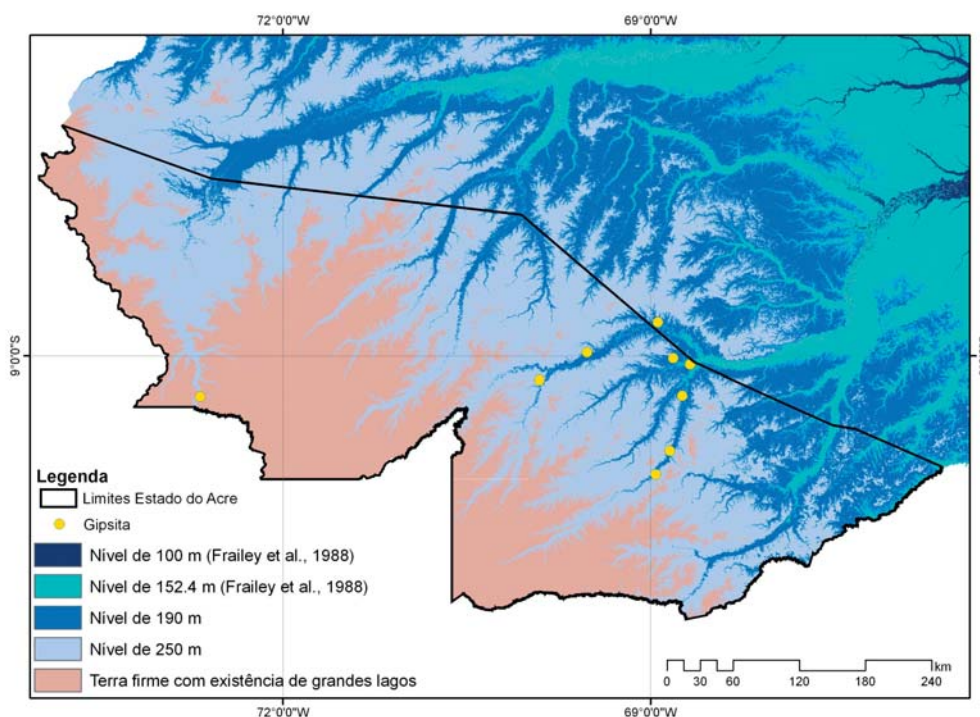 72°0'0"W 69°0'0"W
9°0'0"S
Legenda
Limites Estado do Acre
Gipsita
Nível de 100 m (Frailey et al., 1988)
Nível de 152.4 m (Frailey et al., 1988)
Nível de 190 m
Nível de 250 m
Terra firme com existência de grandes lagos
km
0 30 60 120 180 240
72°0'0"W 69°0'0"W